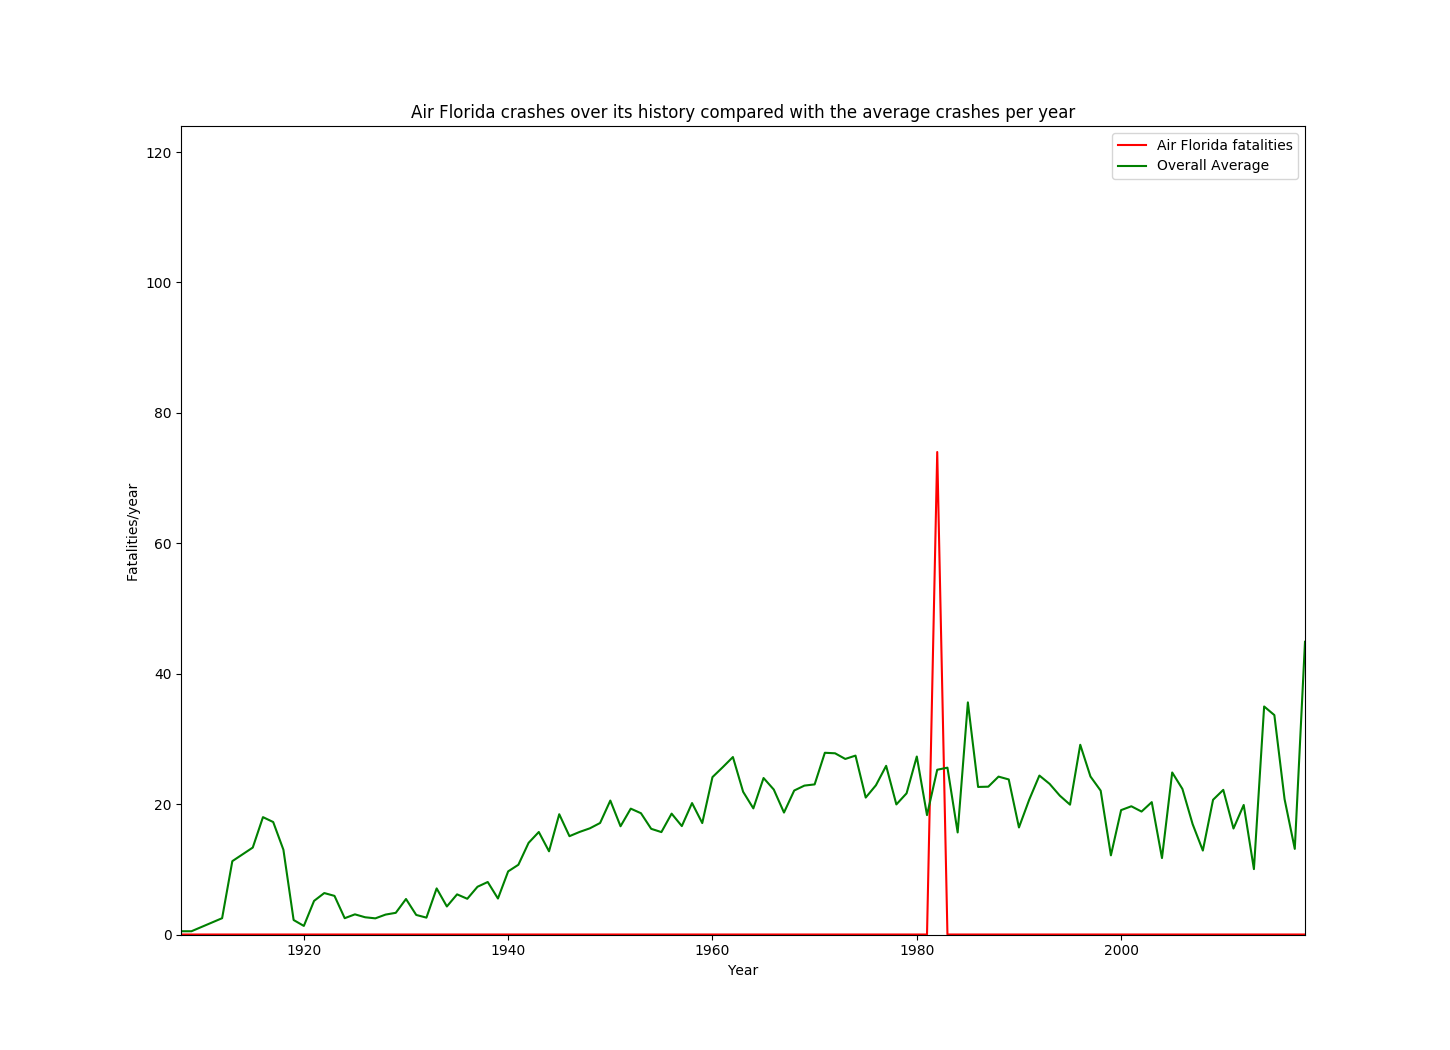 Air Florida crashes over its history compared with the average crashes per year
Air Florida fatalities
Overall Average
120
100
80
60
40
20
0
Fatalities/year
1920 1940 1960 1980 2000
Year